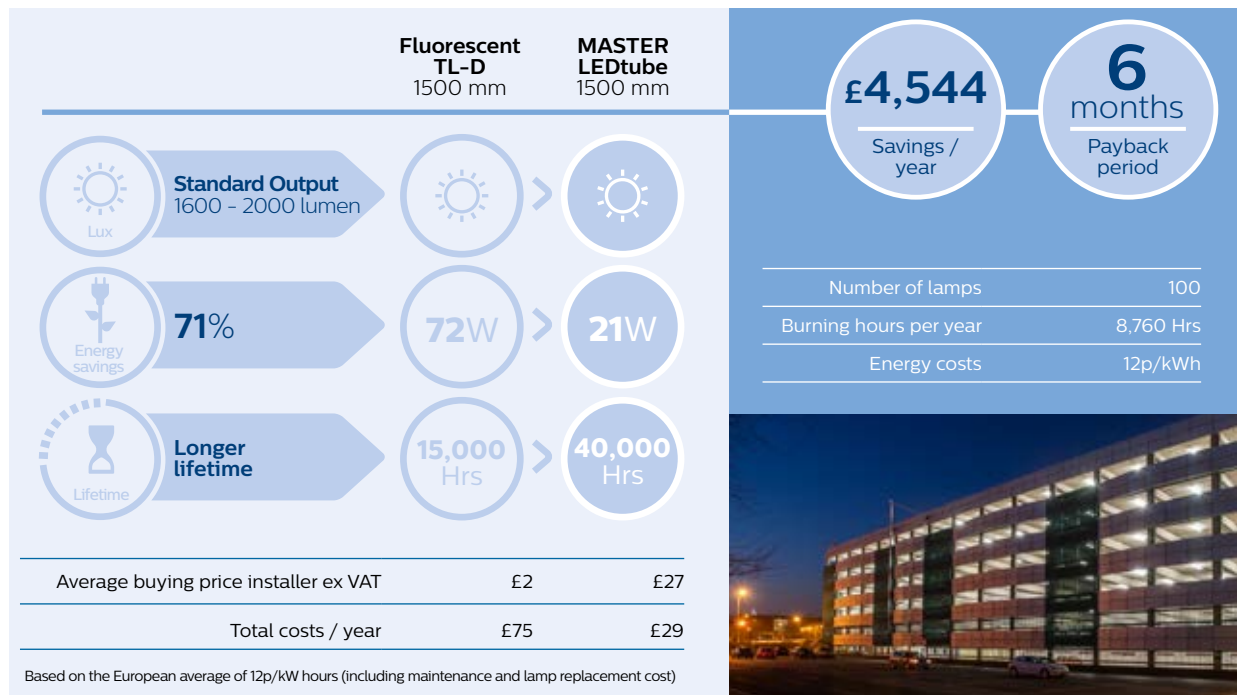 Fluorescent
TL-D
1500 mm
MASTER
LEDtube
1500 mm
£4,544
Savings /
year
6
months
Payback
period
Lux
Standard Output
1600 - 2000 lumen
Energy
savings
71%
72W
>
21W
Lifetime
Longer
lifetime
15,000
Hrs
>
40,000
Hrs
Number of lamps 100
Burning hours per year 8,760 Hrs
Energy costs 12p/kWh
Average buying price installer ex VAT £2 £27
Total costs / year £75 £29
Based on the European average of 12p/kW hours (including maintenance and lamp replacement cost)